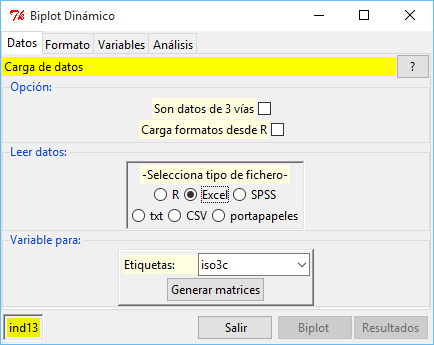 Biplot Dinámico
Datos Formato Variables Análisis
Carga de datos ?
Opción:
Son datos de 3 vías
Carga formatos desde R
Leer datos:
-Selecciona tipo de fichero-
R Excel SPSS
txt CSV portapapeles
Variable para:
Etiquetas: iso3c
Generar matrices
ind13 Salir Biplot Resultados